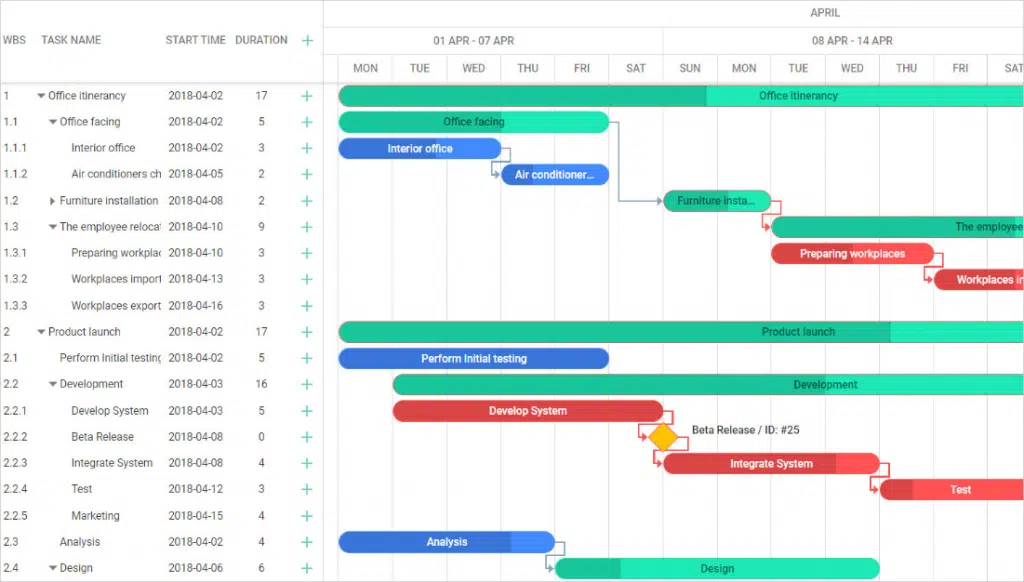 APRIL
WBS TASK NAME START TIME DURATION + 01 APR - 07 APR 08 APR - 14 APR
MON TUE WED THU FRI SAT SUN MON TUE WED THU FRI SAT
1 Office itinerancy 2018-04-02 17 + Office itinerancy
1.1 Office facing 2018-04-02 5 + Office facing
1.1.1 Interior office 2018-04-02 3 + Interior office
1.1.2 Air conditioners ch 2018-04-05 2 + Air conditioner...
1.2 Furniture installation 2018-04-08 2 + Furniture insta...
1.3 The employee reloca 2018-04-10 9 + The employee
1.3.1 Preparing workplac 2018-04-10 3 + Preparing workplaces
1.3.2 Workplaces import 2018-04-13 3 + Workplaces in
1.3.3 Workplaces export 2018-04-16 3 +
2 Product launch 2018-04-02 17 + Product launch
2.1 Perform Initial testing 2018-04-02 5 + Perform Initial testing
2.2 Development 2018-04-03 16 + Development
2.2.1 Develop System 2018-04-03 5 + Develop System
2.2.2 Beta Release 2018-04-08 0 + Beta Release / ID: #25
2.2.3 Integrate System 2018-04-08 4 + Integrate System
2.2.4 Test 2018-04-12 3 + Test
2.2.5 Marketing 2018-04-15 4 +
2.3 Analysis 2018-04-02 4 + Analysis
2.4 Design 2018-04-06 6 + Design